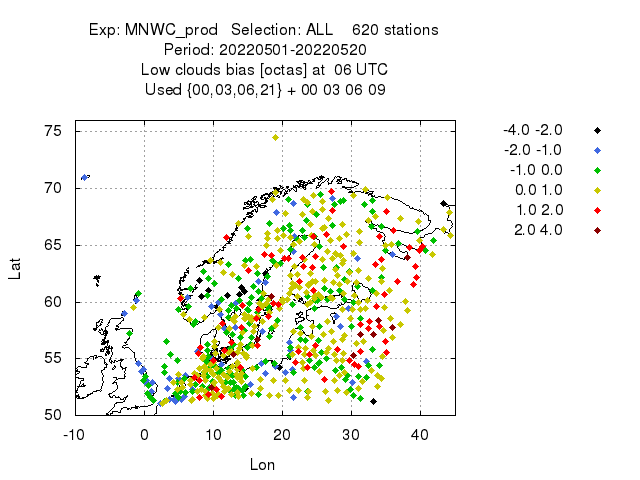 Exp: MNWC_prod   Selection: ALL    620 stations
Period: 20220501-20220520
Low clouds bias [octas] at  06 UTC
Used {00,03,06,21} + 00 03 06 09
-4.0 -2.0
-2.0 -1.0
-1.0 0.0
0.0 1.0
1.0 2.0
2.0 4.0
75
70
65
60
55
50
Lat
-10 0 10 20 30 40
Lon